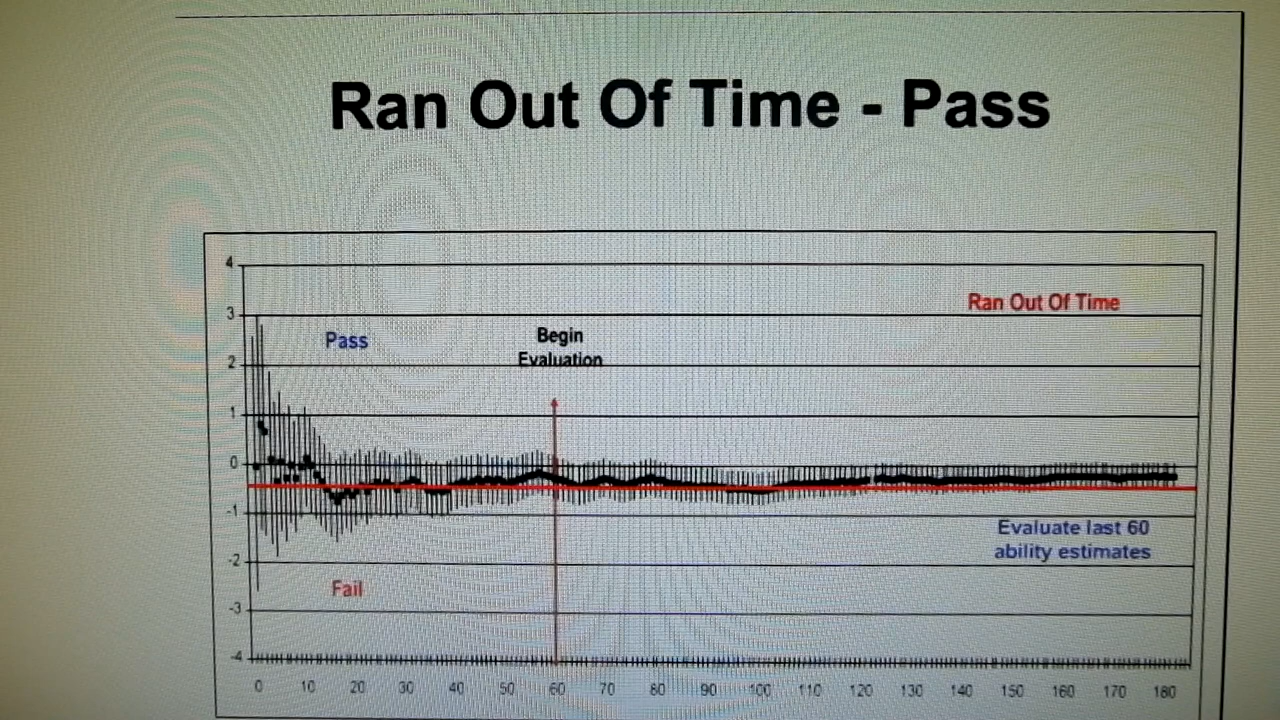 Ran Out Of Time - Pass
4
Ran Out Of Time
3
Pass
Begin
Evaluation
2
1
0
-1
Evaluate last 60
ability estimates
-2
Fail
-3
-4
0 10 20 30 40 50 60 70 80 90 100 110 120 130 140 150 160 170 180